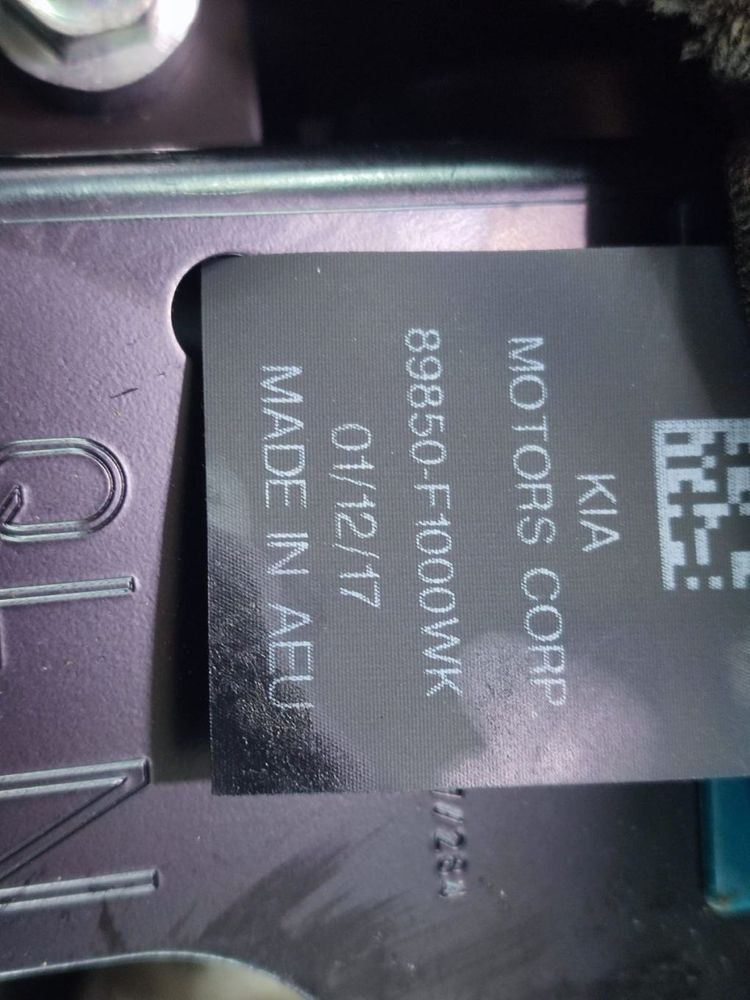 KIA
MOTORS CORP
89850-F1000WK
01/12/17
MADE IN AEU